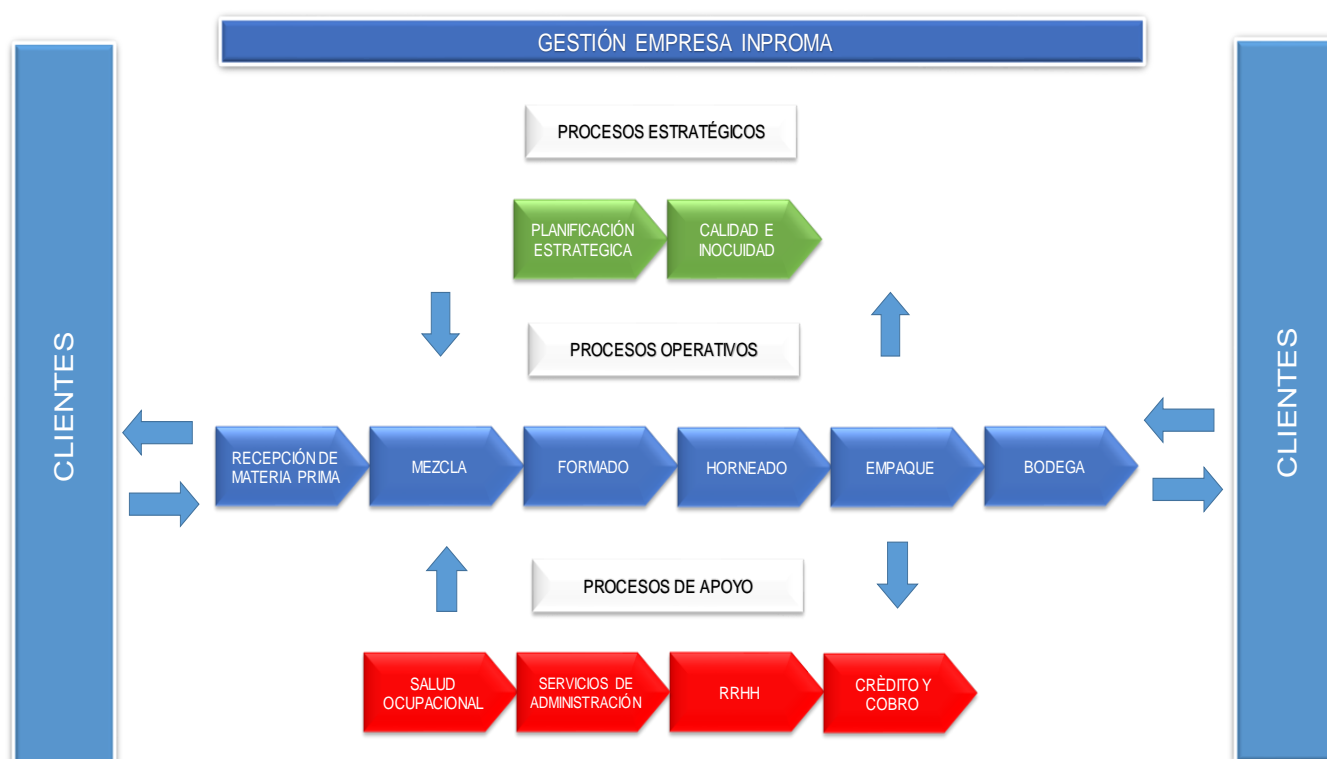 GESTIÓN EMPRESA INPROMA
CLIENTES
PROCESOS ESTRATÉGICOS
PLANIFICACIÓN
ESTRATEGICA
CALIDAD E
INOCUIDAD
PROCESOS OPERATIVOS
RECEPCIÓN DE
MATERIA PRIMA
MEZCLA
FORMADO
HORNEADO
EMPAQUE
BODEGA
PROCESOS DE APOYO
SALUD
OCUPACIONAL
SERVICIOS DE
ADMINISTRACIÓN
RRHH
CRÈDITO Y
COBRO
CLIENTES